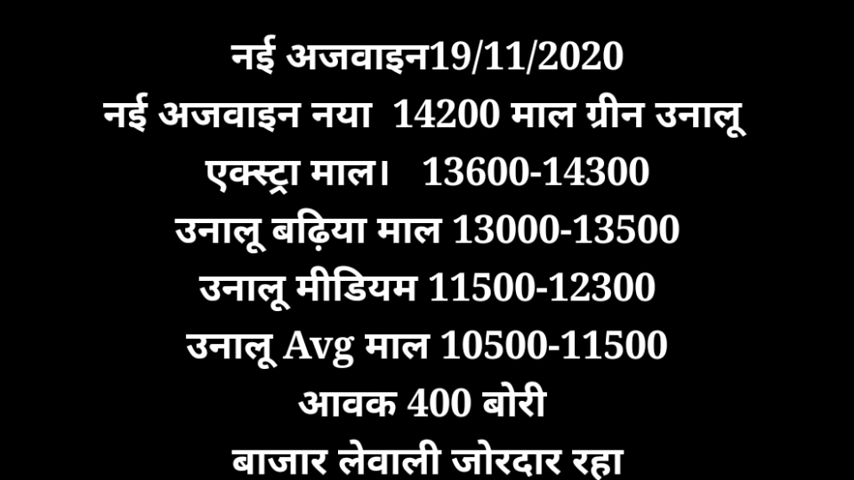 नई अजवाइन19/11/2020
नई अजवाइन नया 14200 माल ग्रीन उनालू
एक्स्ट्रा माल। 13600-14300
उनालू बढ़िया माल 13000-13500
उनालू मीडियम 11500-12300
उनालू Avg माल 10500-11500
आवक 400 बोरी
बाजार लेवाली जोरदार रहा